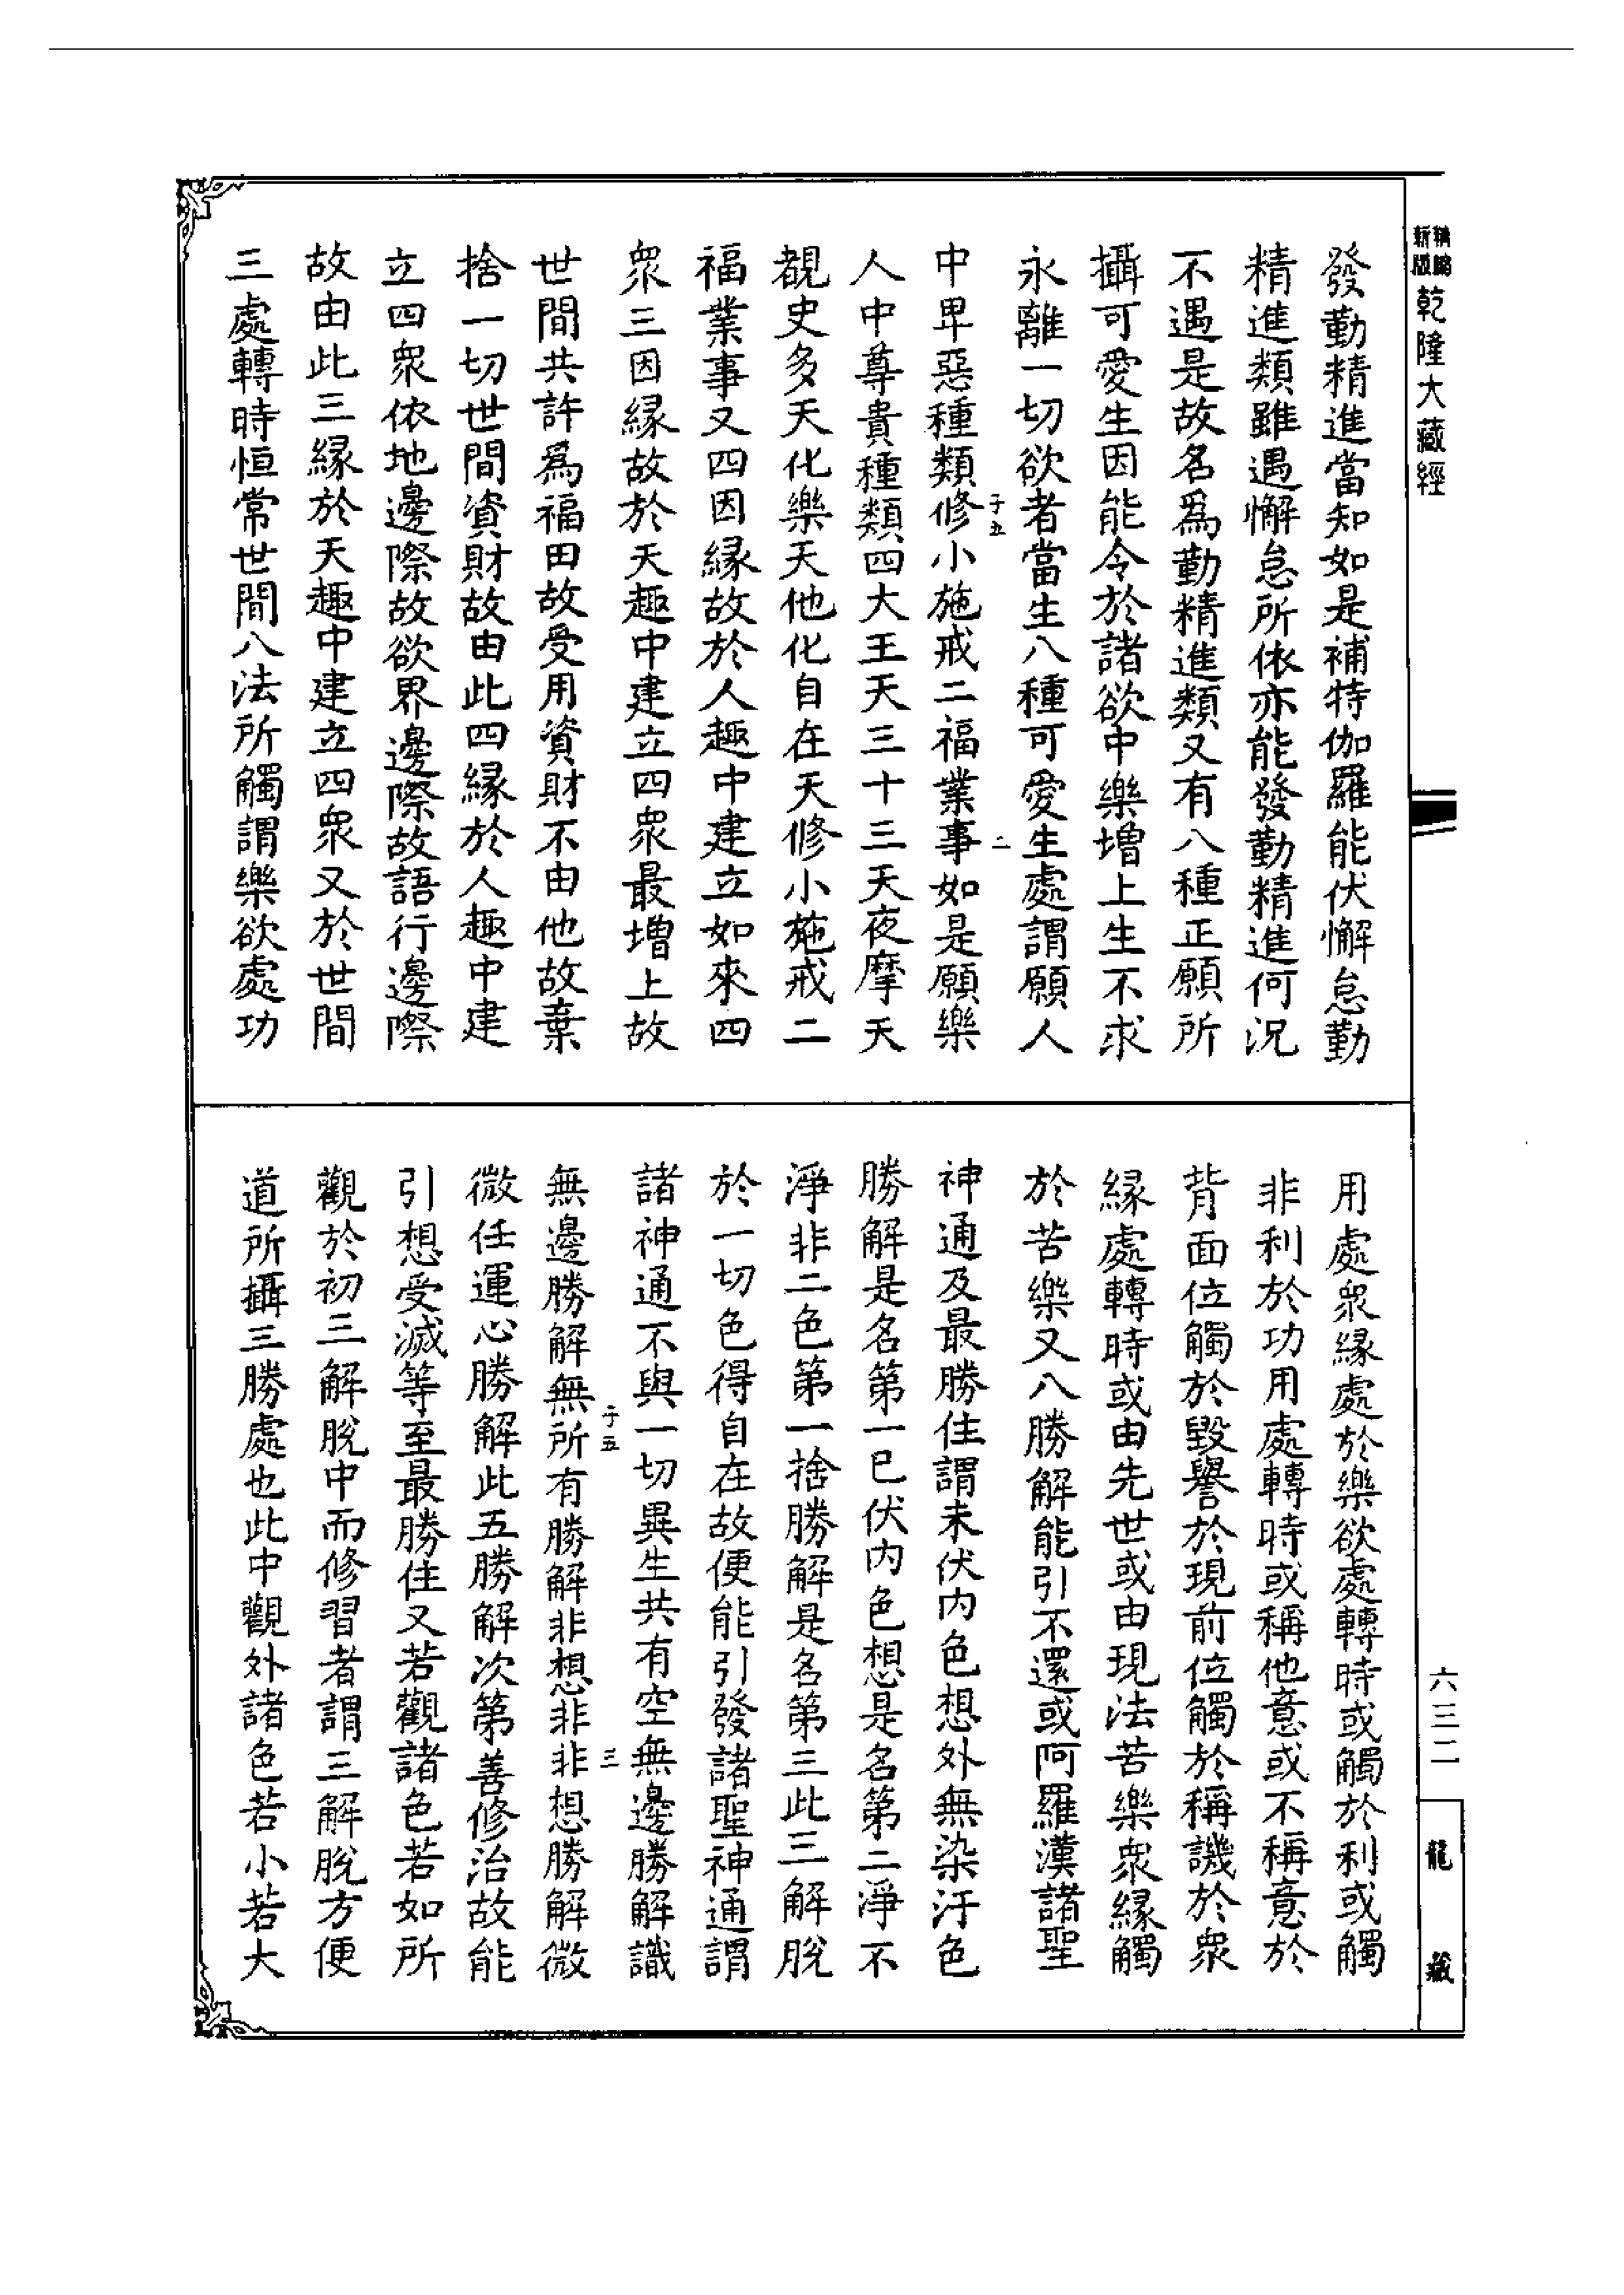 新編
縮版
乾隆大藏經
發勤精進當知如是補特伽羅能伏懈怠勤
精進類雖遇懈怠所依亦能發勤精進何況
不遇是故名爲勤精進類又有八種正願所
攝可愛生因能令於諸欲中樂增上生不求
永離一切欲者當生八種可愛生處謂願人
中卑惡種類修小施戒二福業事如是願樂
子五
二
人中尊貴種類四大王天三十三天夜摩天
覩史多天化樂天他化自在天修小施戒二
福業事又四因緣故於人趣中建立如來四
眾三因緣故於天趣中建立四眾最增上故
世間共許爲福田故受用資財不由他故棄
捨一切世間資財故由此四緣於人趣中建
立四眾依地邊際故欲界邊際故語行邊際
故由此三緣於天趣中建立四眾又於世間
三處轉時恒常世間八法所觸謂樂欲處功
用處眾緣處於樂欲處轉時或觸於利或觸
非利於功用處轉時或稱他意或不稱意於
背面位觸於毀譽於現前位觸於稱譏於眾
緣處轉時或由先世或由現法苦樂眾緣觸
於苦樂又八勝解能引不還或阿羅漢諸聖
神通及最勝住謂未伏內色想外無染汙色
勝解是名第一已伏內色想是名第二淨不
淨非二色第一捨勝解是名第三此三解脫
於一切色得自在故便能引發諸聖神通謂
諸神通不與一切異生共有空無邊勝解識
子五
三
無邊勝解無所有勝解非想非非想勝解微
微任運心勝解此五勝解次第善修治故能
引想受滅等至最勝住又若觀諸色若如所
觀於初三解脫中而修習者謂三解脫方便
道所攝三勝處也此中觀外諸色若小若大
六三二
龍藏